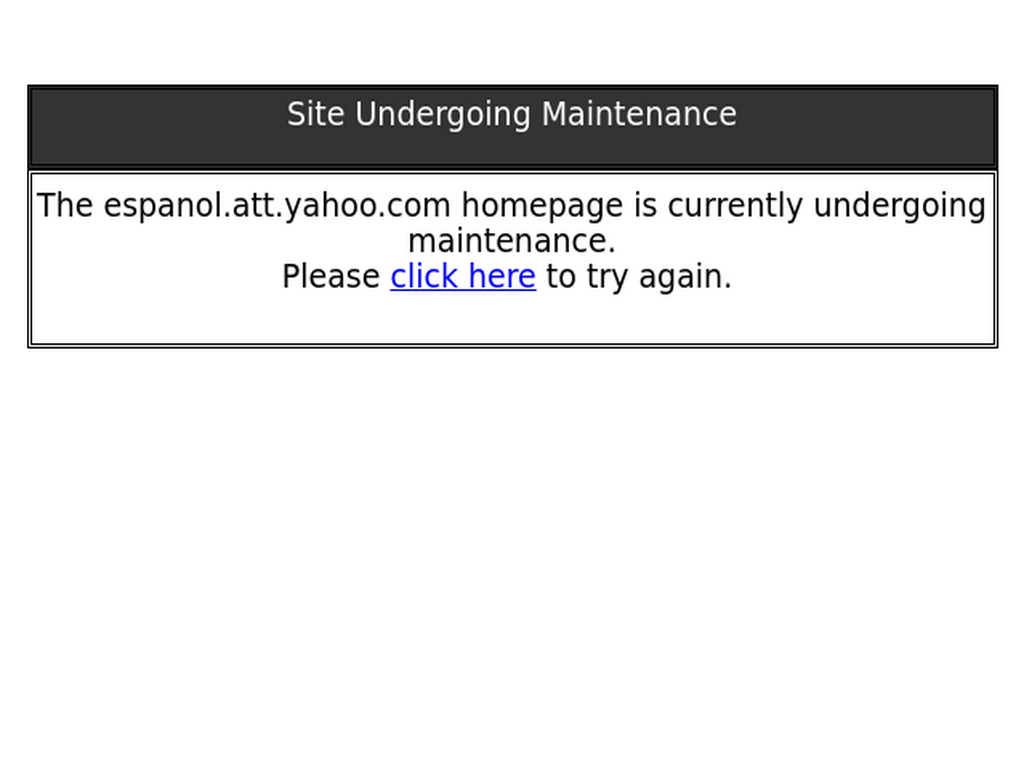 Site Undergoing Maintenance
The espanol.att.yahoo.com homepage is currently undergoing
maintenance.
Please click here to try again.